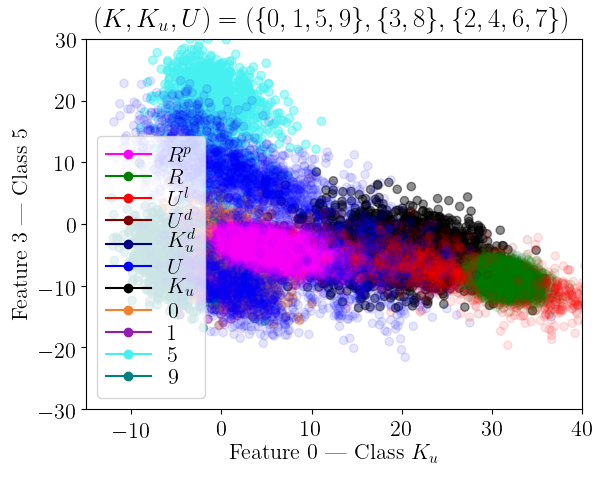 (K, K_u, U) = ({0, 1, 5, 9}, {3, 8}, {2, 4, 6, 7})
30
20
10
0
−10
−20
−30
Feature 3 — Class 5
R^p
R
U^l
U^d
K_u^d
U
K_u
0
1
5
9
−10
0
10
20
30
40
Feature 0 — Class K_u